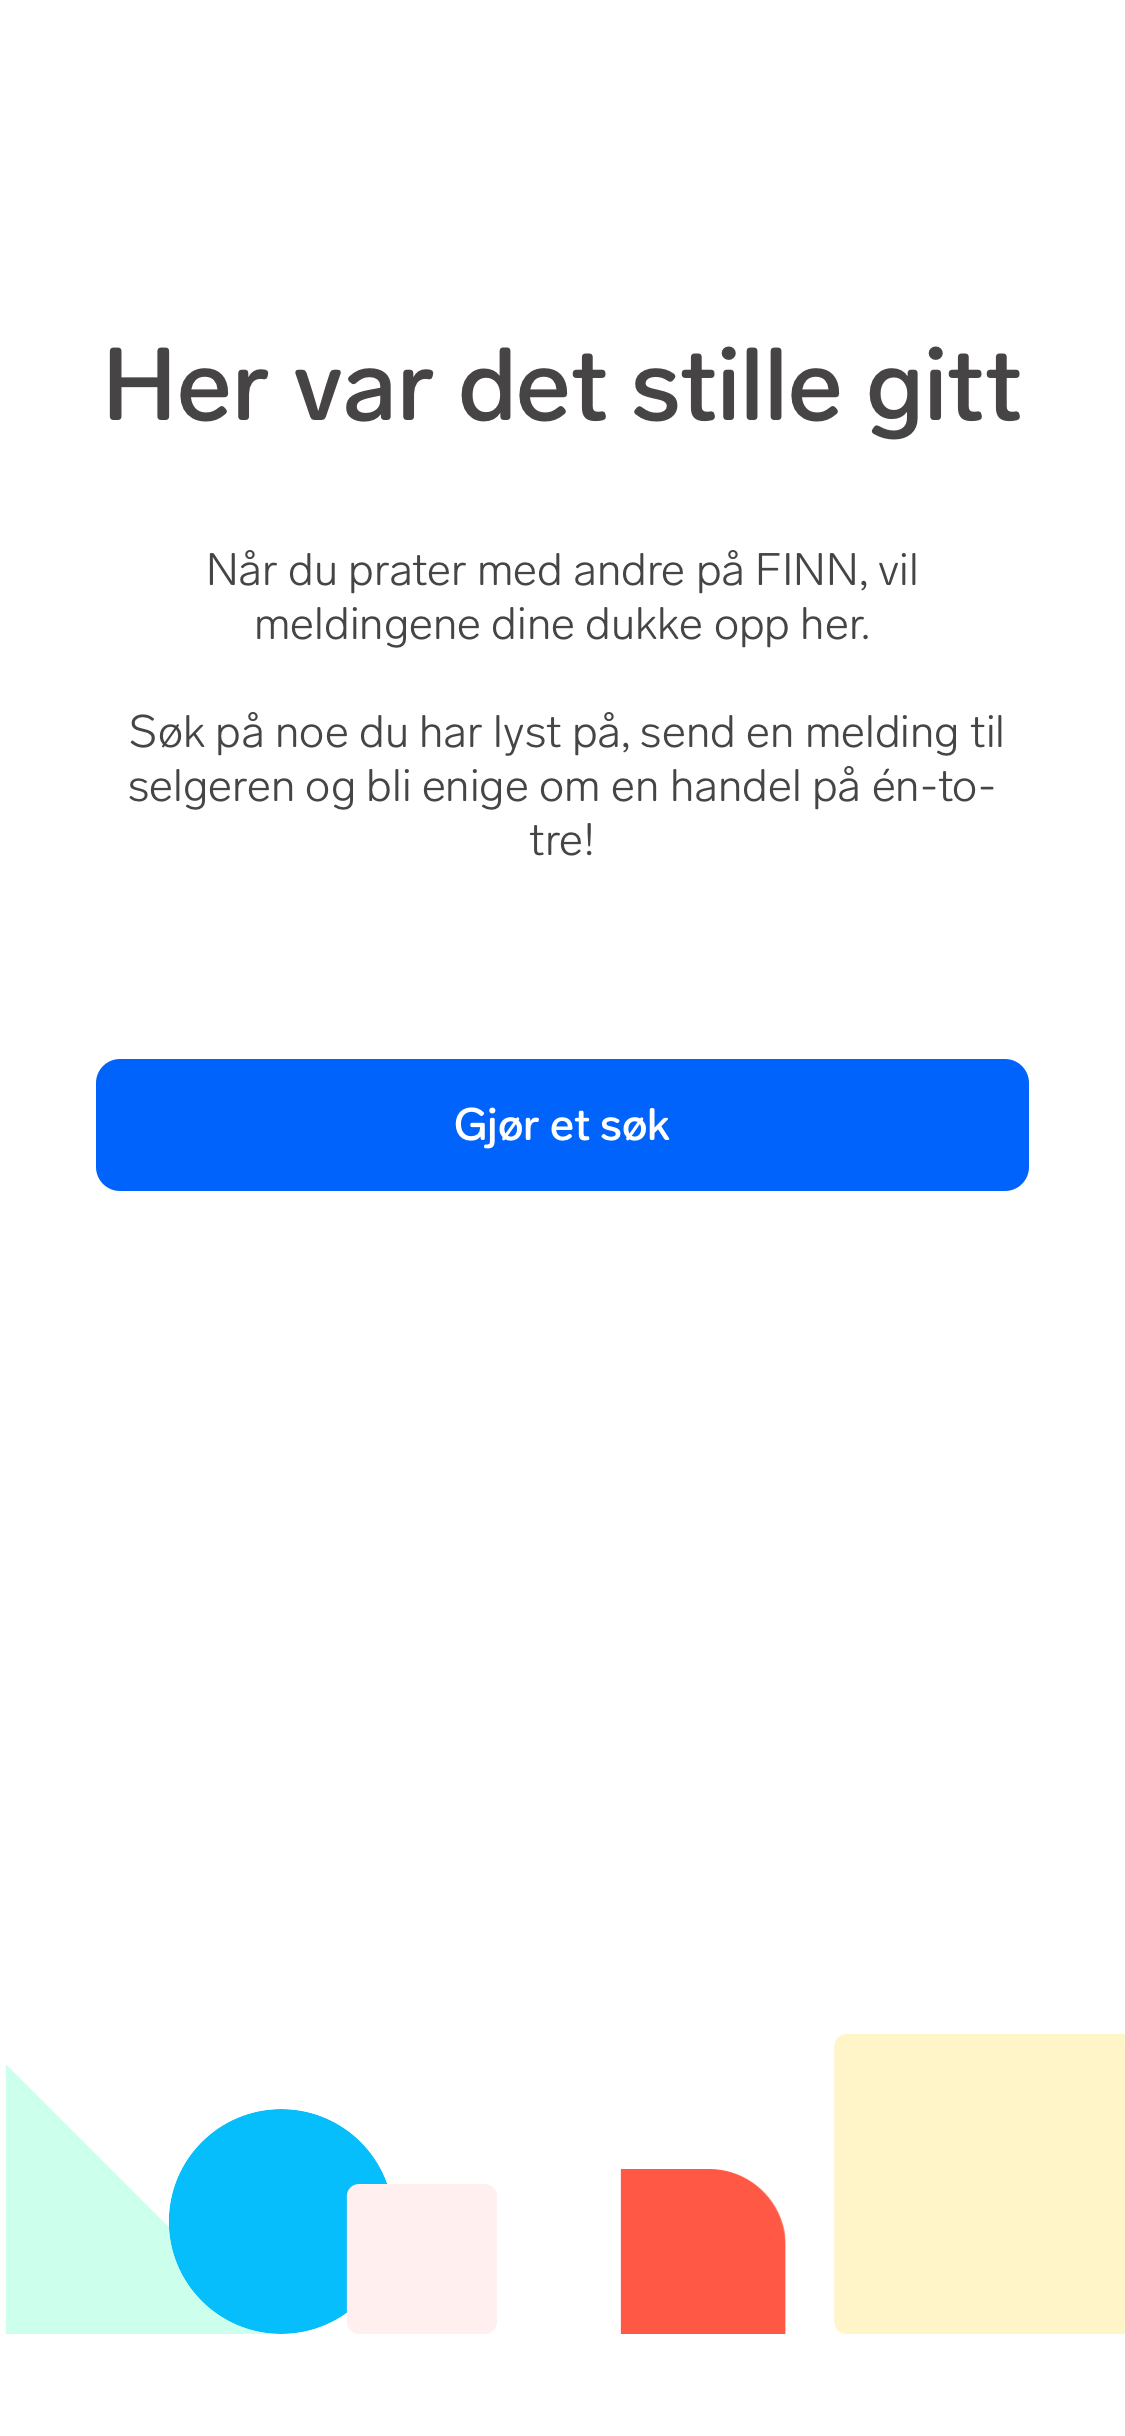 Her var det stille gitt
Når du prater med andre på FINN, vil
meldingene dine dukke opp her.
Søk på noe du har lyst på, send en melding til
selgeren og bli enige om en handel på én-to-
tre!
Gjør et søk